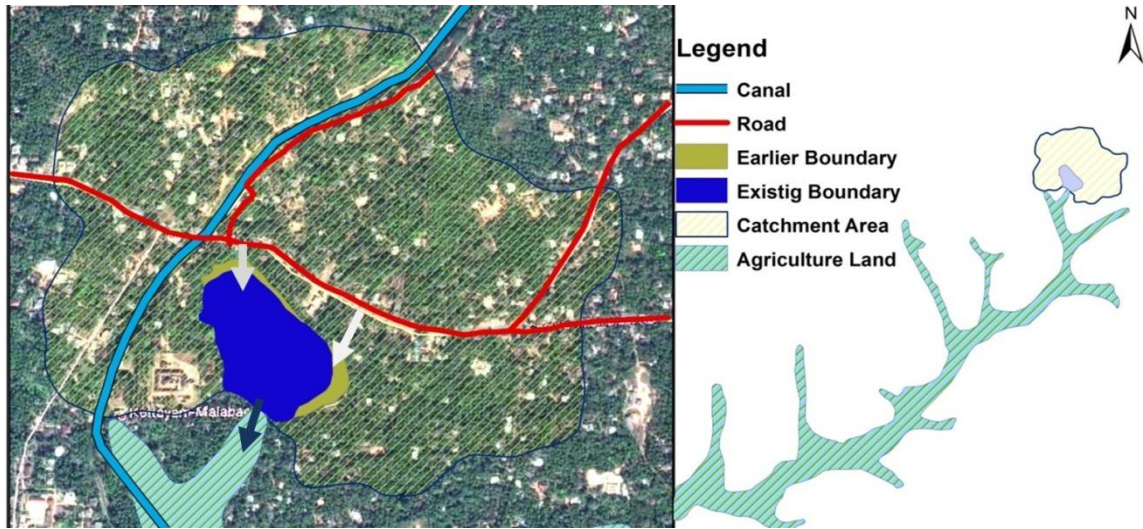 N
Legend
Canal
Road
Earlier Boundary
Existig Boundary
Catchment Area
Agriculture Land